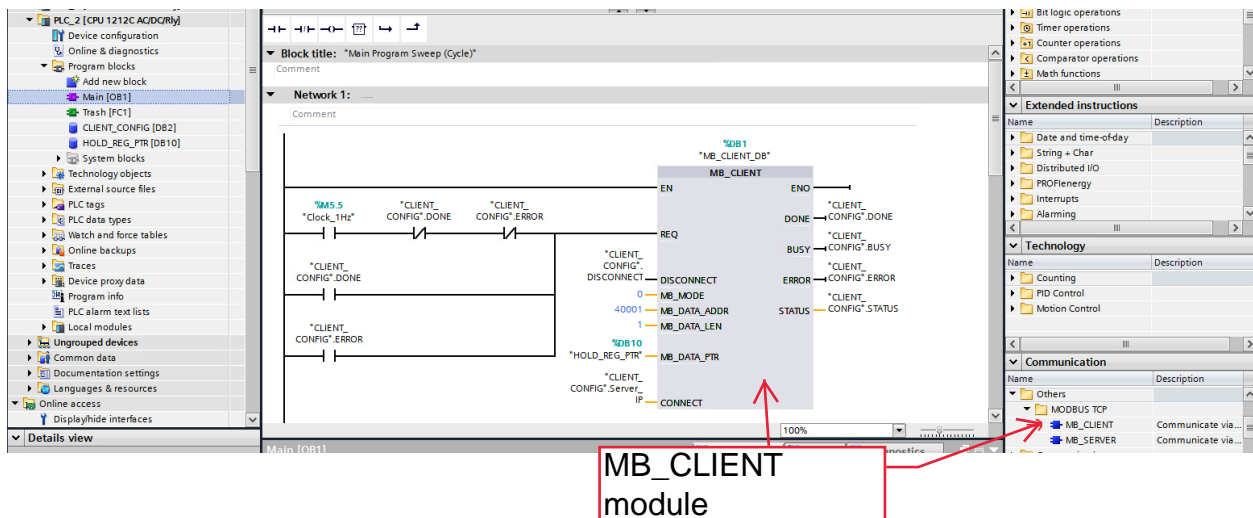 PLC_2 [CPU 1212C AC/DC/Rly]
Device configuration
Online & diagnostics
Program blocks
Add new block
Main [OB1]
Trash [FC1]
CLIENT_CONFIG [DB2]
HOLD_REG_PTR [DB10]
System blocks
Technology objects
External source files
PLC tags
PLC data types
Watch and force tables
Online backups
Traces
Device proxy data
Program info
PLC alarm text lists
Local modules
Ungrouped devices
Common data
Documentation settings
Languages & resources
Online access
Display/hide interfaces
Details view
Block title: "Main Program Sweep (Cycle)"
Comment
Network 1:
Comment
%DB1
"MB_CLIENT_DB"
MB_CLIENT
EN
ENO
%M5.5
"Clock_1Hz"
"CLIENT_
CONFIG".DONE
"CLIENT_
CONFIG".ERROR
"CLIENT_
CONFIG".DONE
"CLIENT_
CONFIG".ERROR
REQ
"CLIENT_
CONFIG".
DISCONNECT
DISCONNECT
0
MB_MODE
40001
MB_DATA_ADDR
1
MB_DATA_LEN
%DB10
"HOLD_REG_PTR"
MB_DATA_PTR
"CLIENT_
CONFIG".Server_
IP
CONNECT
DONE
"CLIENT_
CONFIG".DONE
BUSY
"CLIENT_
CONFIG".BUSY
ERROR
"CLIENT_
CONFIG".ERROR
STATUS
"CLIENT_
CONFIG".STATUS
100%
Main [OB1]
MB_CLIENT
module
Bit logic operations
Timer operations
Counter operations
Comparator operations
Math functions
Extended instructions
Name Description
Date and time-of-day
String + Char
Distributed I/O
PROFIenergy
Interrupts
Alarming
Technology
Name Description
Counting
PID Control
Motion Control
Communication
Name Description
Others
MODBUS TCP
MB_CLIENT Communicate via...
MB_SERVER Communicate via...